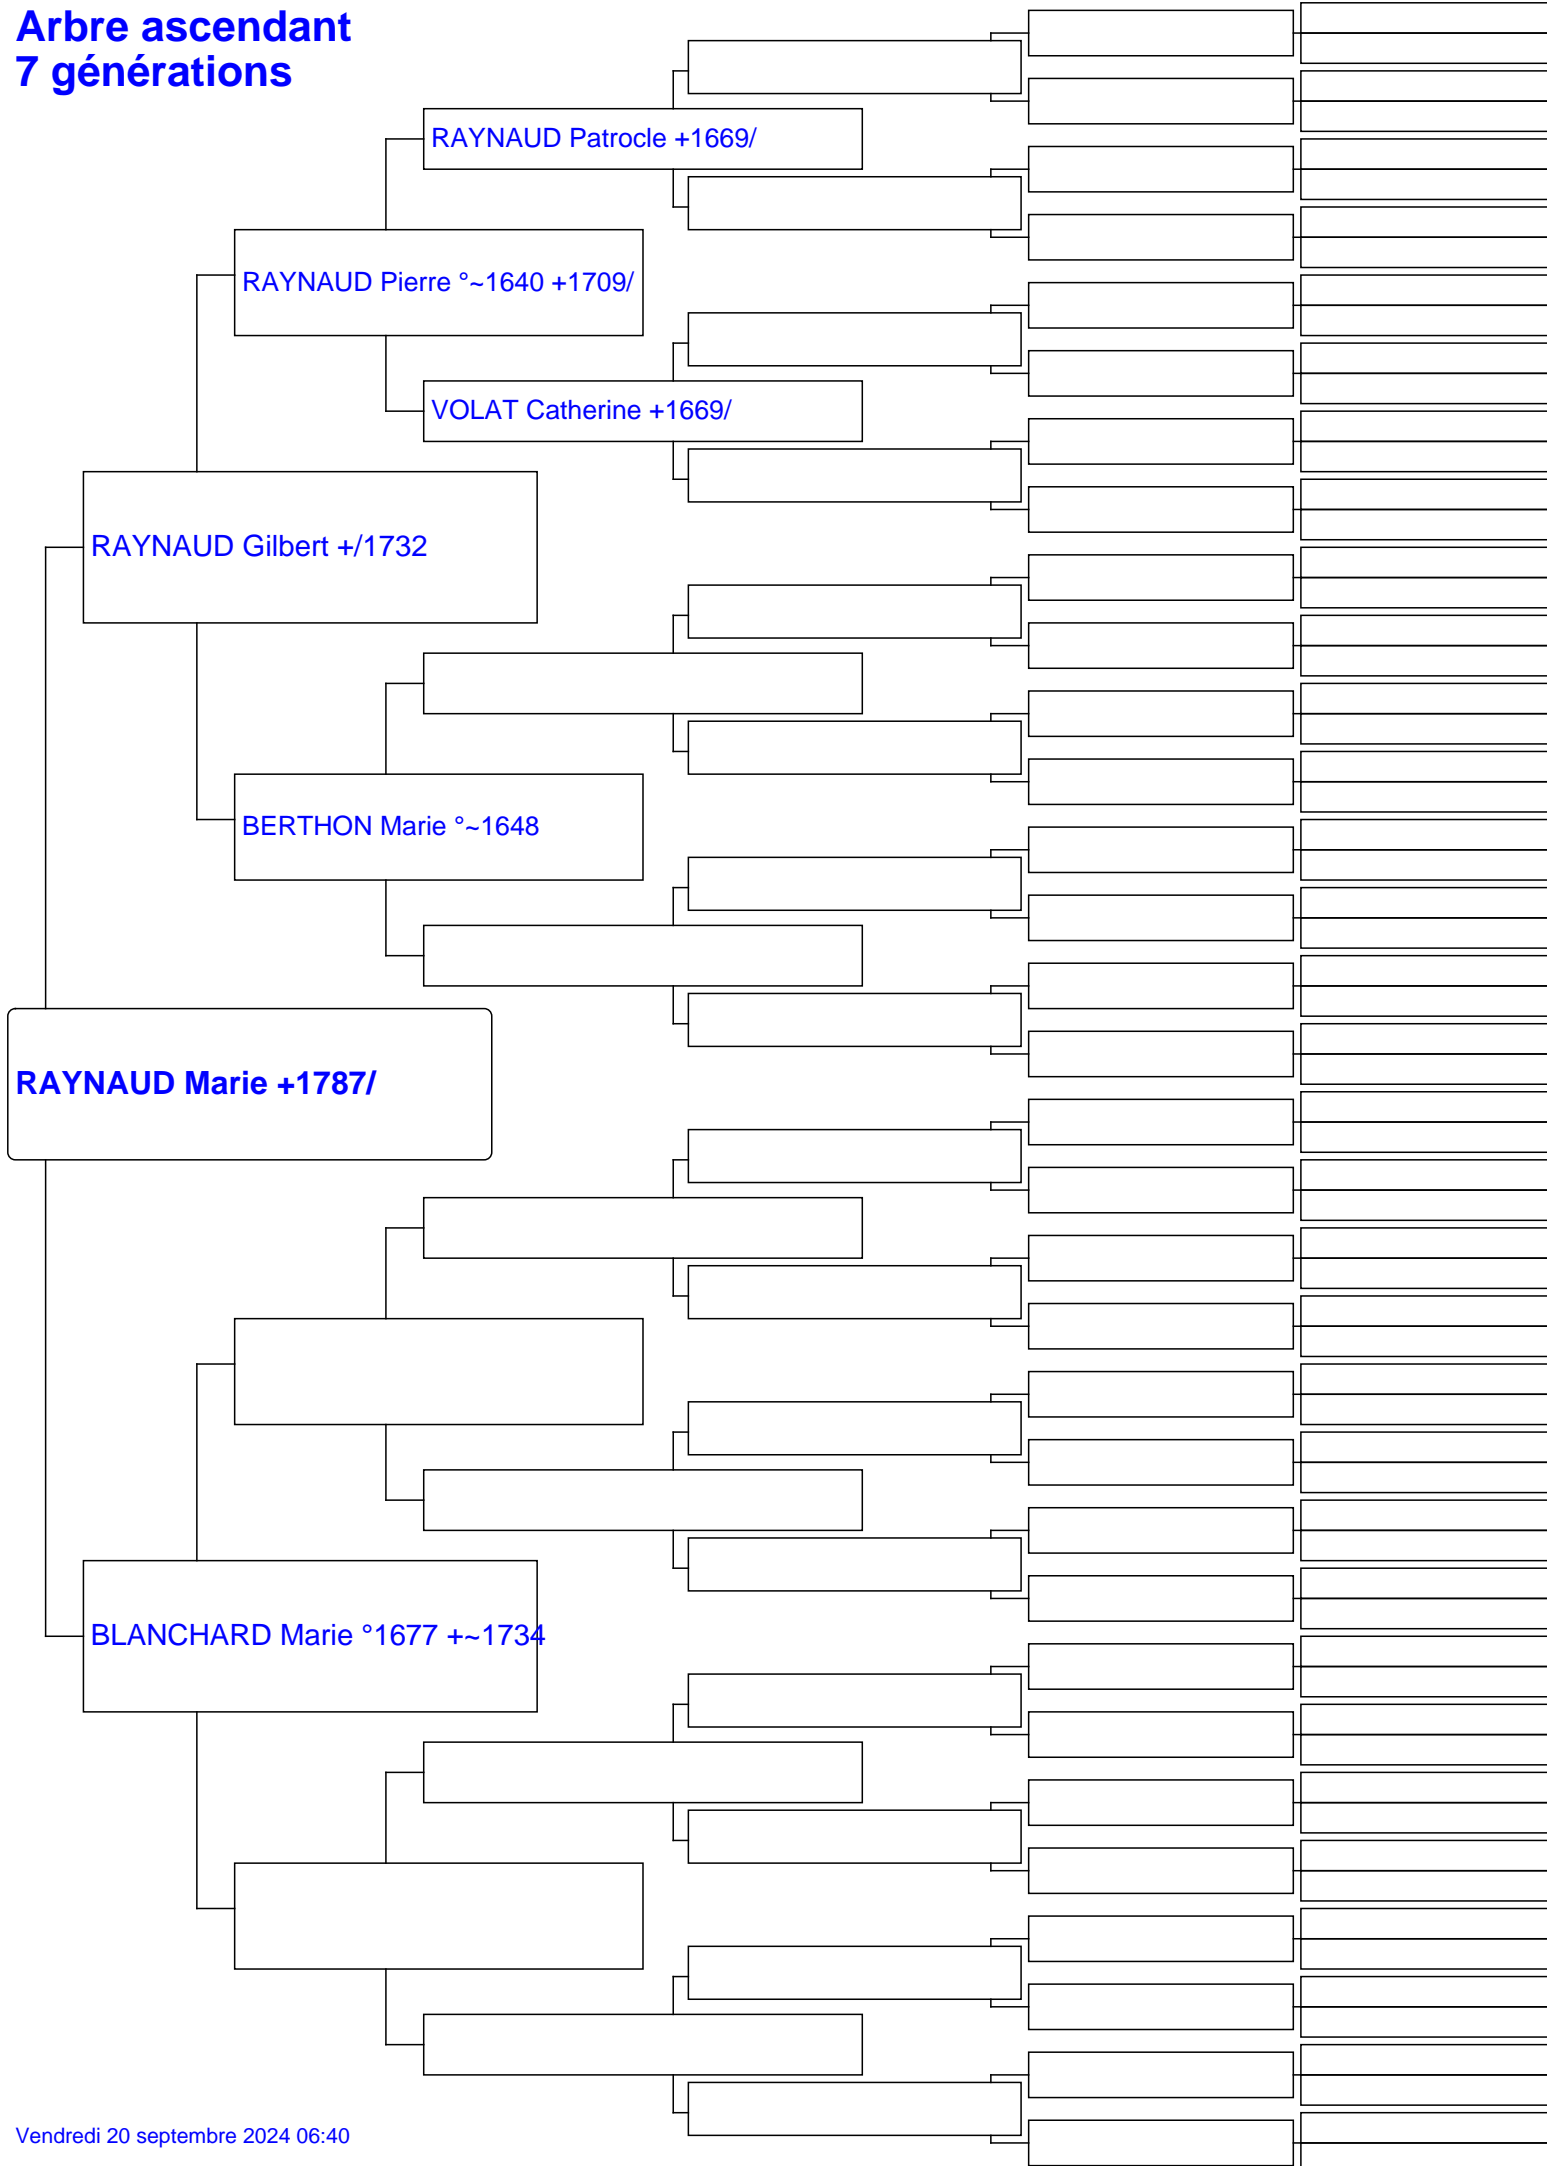 Arbre ascendant
7 générations
RAYNAUD Patrocle +1669/
RAYNAUD Pierre °~1640 +1709/
VOLAT Catherine +1669/
RAYNAUD Gilbert +/1732
BERTHON Marie °~1648
RAYNAUD Marie +1787/
BLANCHARD Marie °1677 +~1734
Vendredi 20 septembre 2024 06:40